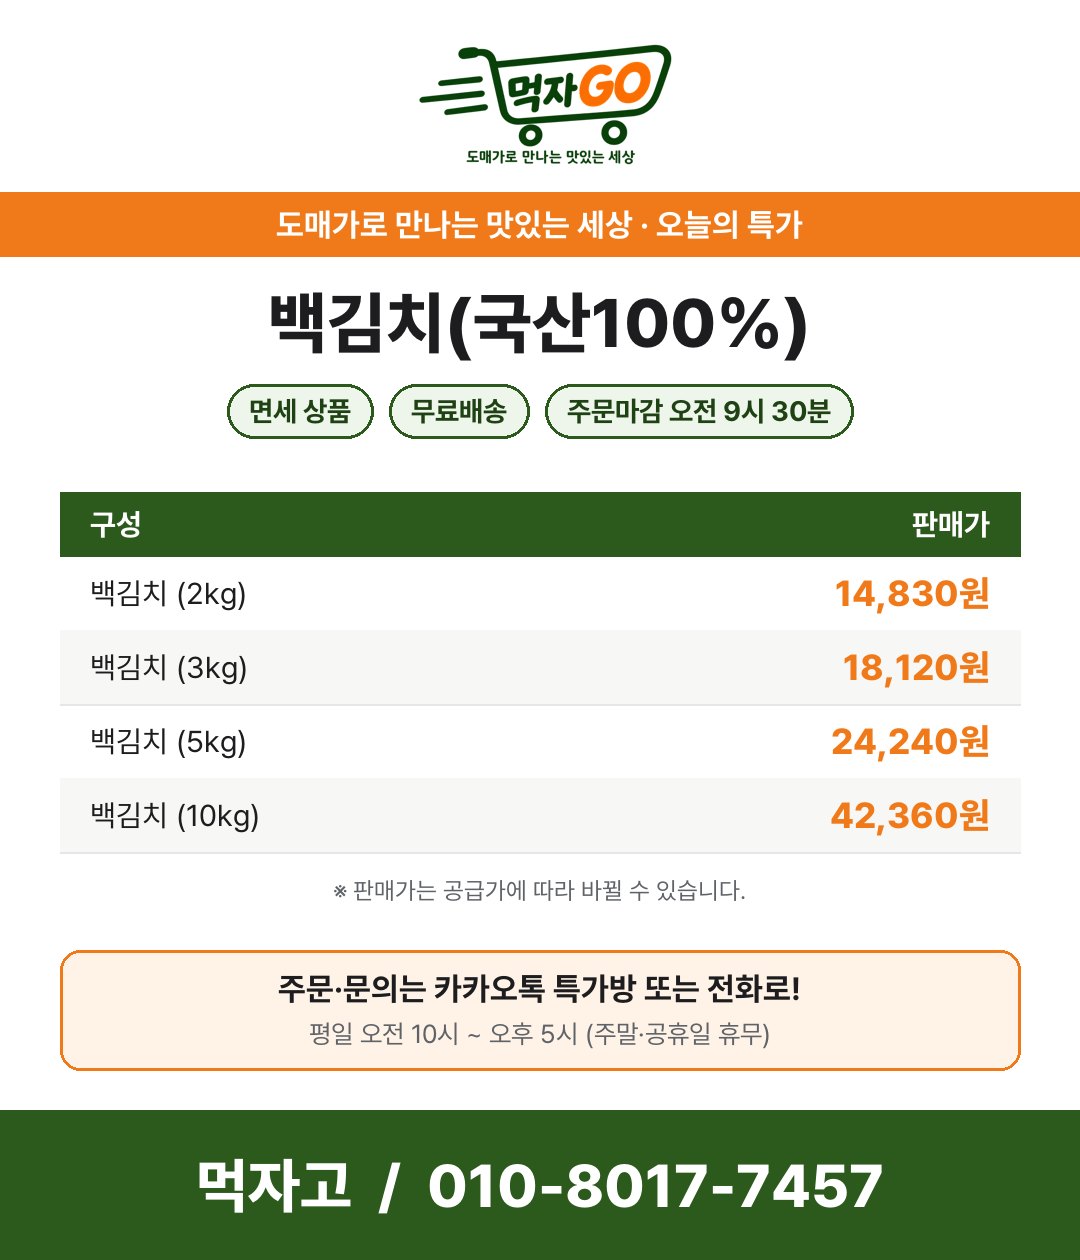 먹자GO
도매가로 만나는 맛있는 세상
도매가로 만나는 맛있는 세상 · 오늘의 특가
백김치(국산100%)
면세 상품 무료배송 주문마감 오전 9시 30분
구성 판매가
백김치 (2kg) 14,830원
백김치 (3kg) 18,120원
백김치 (5kg) 24,240원
백김치 (10kg) 42,360원
※ 판매가는 공급가에 따라 바뀔 수 있습니다.
주문·문의는 카카오톡 특가방 또는 전화로!
평일 오전 10시 ~ 오후 5시 (주말·공휴일 휴무)
먹자고 / 010-8017-7457